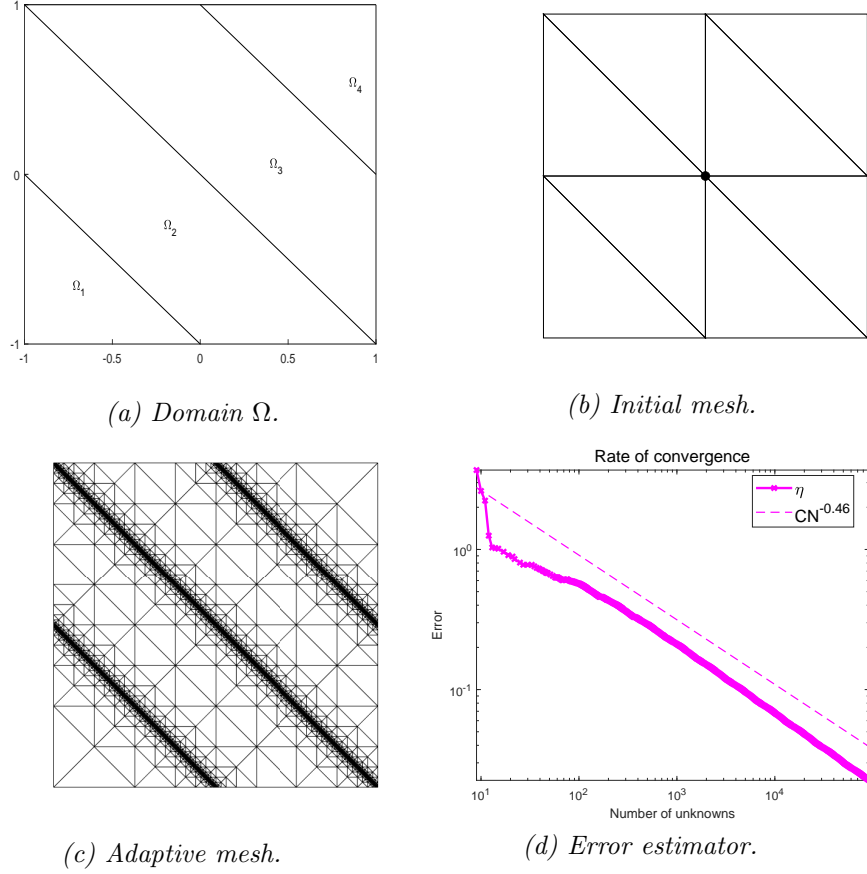 1
Ω4
Ω3
0
Ω2
Ω1
-1
-1 -0.5 0 0.5 1
(a) Domain Ω.
(b) Initial mesh.
(c) Adaptive mesh.
Rate of convergence
η
CN^-0.46
10^0
10^-1
Error
10^1 10^2 10^3 10^4
Number of unknowns
(d) Error estimator.